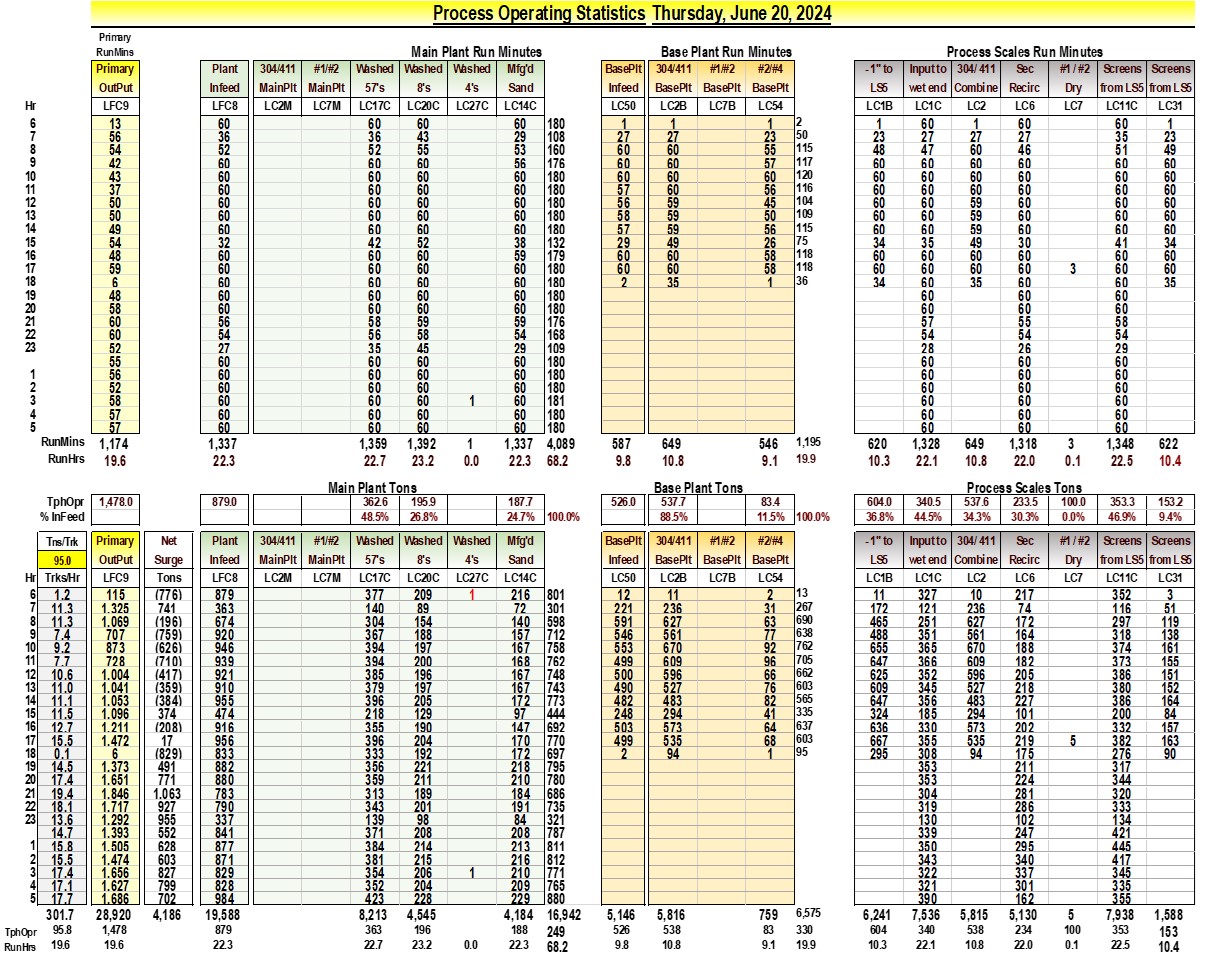 Process Operating Statistics Thursday, June 20, 2024
Primary
RunMins Main Plant Run Minutes Base Plant Run Minutes Process Scales Run Minutes
Primary Plant 304/411 #1/#2 Washed Washed Washed Mfg'd BasePlt 304/411 #1/#2 #2/#4 -1" to Input to 304/ 411 Sec #1 / #2 Screens Screens
OutPut Infeed MainPlt MainPlt 57's 8's 4's Sand Infeed BasePlt BasePlt BasePlt LS5 wet end Combine Recirc Dry from LS5 from LS5
Hr LFC9 LFC8 LC2M LC7M LC17C LC20C LC27C LC14C LC50 LC2B LC7B LC54 LC1B LC1C LC2 LC6 LC7 LC11C LC31
6 13 60 60 60 60 180 1 1 1 2 1 60 1 60 60 1
7 56 36 36 43 29 108 27 27 23 50 23 27 27 27 35 23
8 54 52 52 55 53 160 60 60 55 115 48 47 60 46 51 49
9 42 60 60 60 56 176 60 60 57 117 60 60 60 60 60 60
10 43 60 60 60 60 180 60 60 60 120 60 60 60 60 60 60
11 37 60 60 60 60 180 57 60 56 116 60 60 60 60 60 60
12 50 60 60 60 60 180 56 59 45 104 60 60 59 60 60 60
13 50 60 60 60 60 180 58 59 50 109 60 60 59 60 60 60
14 49 60 60 60 60 180 57 59 56 115 60 60 59 60 60 60
15 54 32 42 52 38 132 29 49 26 75 34 35 49 30 41 34
16 48 60 60 60 59 179 60 60 58 118 60 60 60 60 60 60
17 59 60 60 60 60 180 60 60 58 118 60 60 60 60 3 60 60
18 6 60 60 60 60 180 2 35 1 36 34 60 35 60 60 35
19 48 60 60 60 60 180 60 60 60
20 58 60 60 60 60 180 60 60 60
21 60 56 58 59 59 176 57 55 58
22 60 54 56 58 54 168 54 54 54
23 52 27 35 45 29 109 28 26 29
55 60 60 60 60 180 60 60 60
1 56 60 60 60 60 180 60 60 60
2 52 60 60 60 60 180 60 60 60
3 58 60 60 60 1 60 181 60 60 60
4 57 60 60 60 60 180 60 60 60
5 57 60 60 60 60 180 60 60 60
RunMins 1,174 1,337 1,359 1,392 1 1,337 4,089 587 649 546 1,195 620 1,328 649 1,318 3 1,348 622
RunHrs 19.6 22.3 22.7 23.2 0.0 22.3 68.2 9.8 10.8 9.1 19.9 10.3 22.1 10.8 22.0 0.1 22.5 10.4
Main Plant Tons Base Plant Tons Process Scales Tons
TphOpr 1,478.0 879.0 362.6 195.9 187.7 526.0 537.7 83.4 604.0 340.5 537.6 233.5 100.0 353.3 153.2
% InFeed 48.5% 26.8% 24.7% 100.0% 88.5% 11.5% 100.0% 36.8% 44.5% 34.3% 30.3% 0.0% 46.9% 9.4%
Tns/Trk Primary Net Plant 304/411 #1/#2 Washed Washed Washed Mfg'd BasePlt 304/411 #1/#2 #2/#4 -1" to Input to 304/ 411 Sec #1 / #2 Screens Screens
95.0 OutPut Surge Infeed MainPlt MainPlt 57's 8's 4's Sand Infeed BasePlt BasePlt BasePlt LS5 wet end Combine Recirc Dry from LS5 from LS5
Hr Trks/Hr LFC9 Tons LFC8 LC2M LC7M LC17C LC20C LC27C LC14C LC50 LC2B LC7B LC54 LC1B LC1C LC2 LC6 LC7 LC11C LC31
6 1.2 115 (776) 879 377 209 1 216 801 12 11 2 13 11 327 10 217 352 3
7 11.3 1.325 741 363 140 89 72 301 221 236 31 267 172 121 236 74 116 51
8 11.3 1.069 (196) 674 304 154 140 598 591 627 63 690 465 251 627 172 297 119
9 7.4 707 (759) 920 367 188 157 712 546 561 77 638 488 351 561 164 318 138
10 9.2 873 (626) 946 394 197 167 758 553 670 92 762 655 365 670 188 374 161
11 7.7 728 (710) 939 394 200 168 762 499 609 96 705 647 366 609 182 373 155
12 10.6 1.004 (417) 921 385 196 167 748 500 596 66 662 625 352 596 205 386 151
13 11.0 1.041 (359) 910 379 197 167 743 490 527 76 603 609 345 527 218 380 152
14 11.1 1.053 (384) 955 396 205 172 773 482 483 82 565 647 356 483 227 386 164
15 11.5 1.096 374 474 218 129 97 444 248 294 41 335 324 185 294 101 200 84
16 12.7 1.211 (208) 916 355 190 147 692 503 573 64 637 636 330 573 202 332 157
17 15.5 1.472 17 956 396 204 170 770 499 535 68 603 667 355 535 219 5 382 163
18 0.1 6 (829) 833 333 192 172 697 2 94 1 95 295 308 94 175 276 90
19 14.5 1.373 491 882 356 221 218 795 353 211 317
20 17.4 1.651 771 880 359 211 210 780 353 224 344
21 19.4 1.846 1.063 783 313 189 184 686 304 281 320
22 18.1 1.717 927 790 343 201 191 735 319 286 333
23 13.6 1.292 955 337 139 98 84 321 130 102 134
14.7 1.393 552 841 371 208 208 787 339 247 421
1 15.8 1.505 628 877 384 214 213 811 350 295 445
2 15.5 1.474 603 871 381 215 216 812 343 340 417
3 17.4 1.656 827 829 354 206 1 210 771 322 337 345
4 17.1 1.627 799 828 352 204 209 765 321 301 335
5 17.7 1.686 702 984 423 228 229 880 390 162 355
301.7 28,920 4,186 19,588 8,213 4,545 4,184 16,942 5,146 5,816 759 6,575 6,241 7,536 5,815 5,130 5 7,938 1,588
TphOpr 95.8 1,478 879 363 196 188 249 526 538 83 330 604 340 538 234 100 353 153
RunHrs 19.6 19.6 22.3 22.7 23.2 0.0 22.3 68.2 9.8 10.8 9.1 19.9 10.3 22.1 10.8 22.0 0.1 22.5 10.4